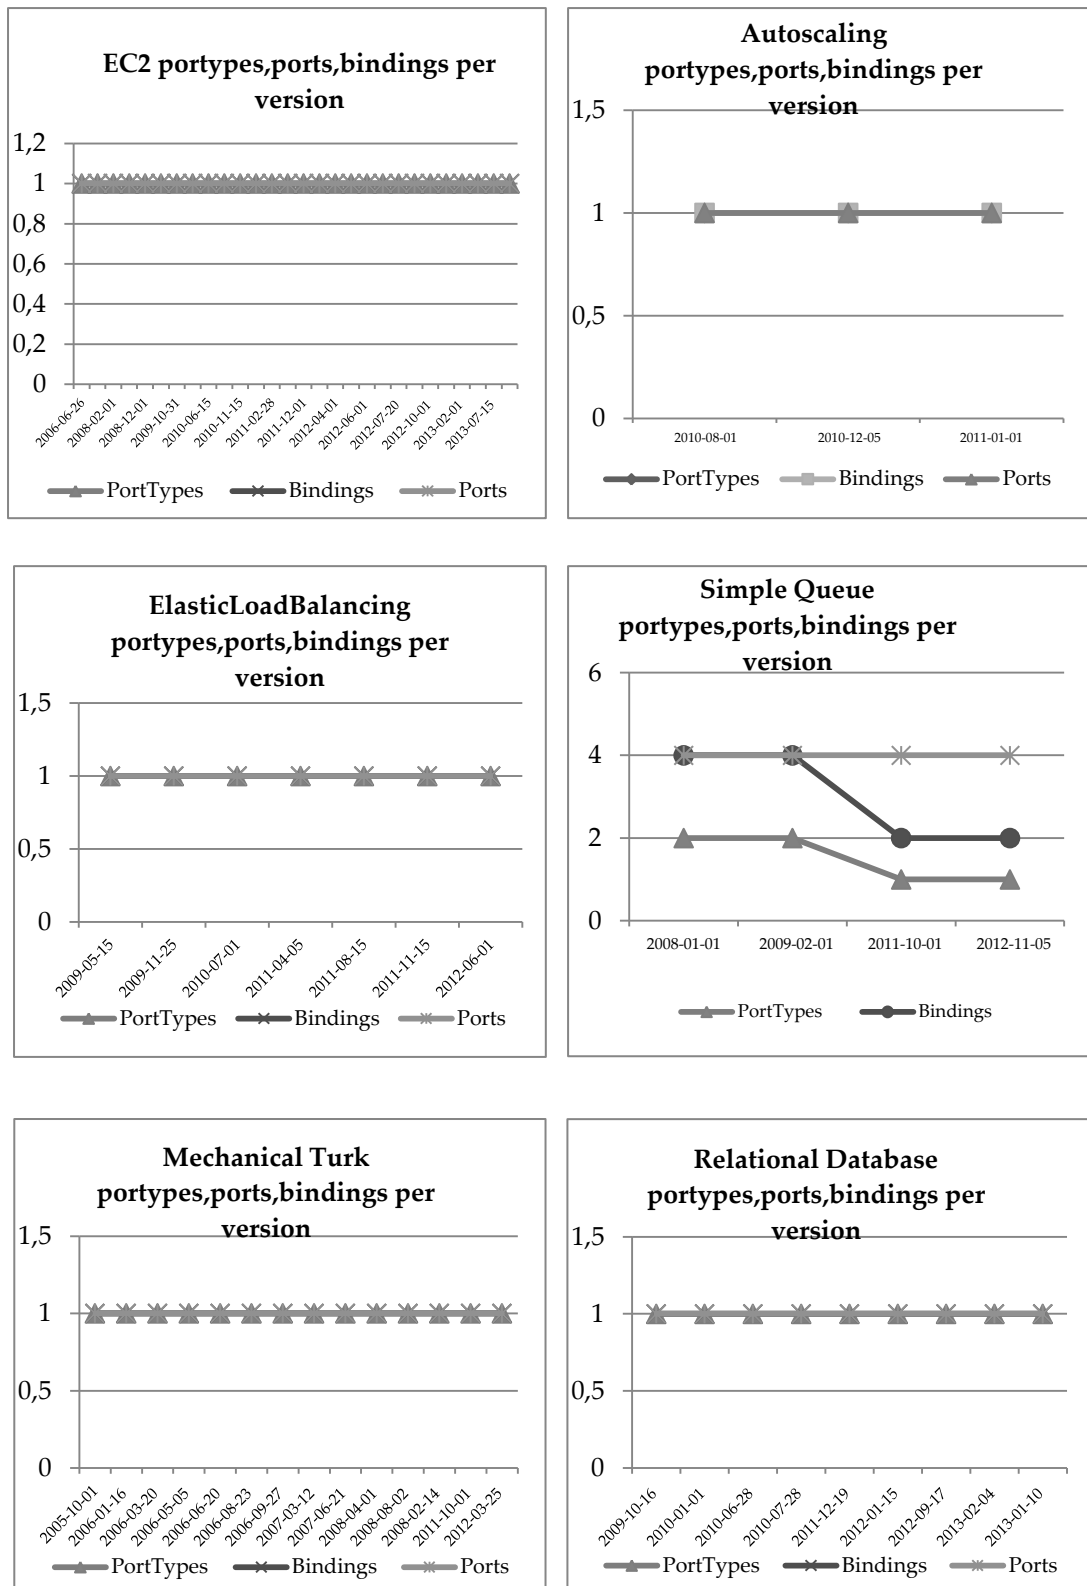 EC2 portypes,ports,bindings per
version
1,2
1
0,8
0,6
0,4
0,2
0
2006-06-26
2008-02-01
2008-12-01
2009-10-31
2010-06-15
2010-11-15
2011-02-28
2011-12-01
2012-04-01
2012-06-01
2012-07-20
2012-10-01
2013-02-01
2013-07-15
PortTypes Bindings Ports
Autoscaling
portypes,ports,bindings per
version
1,5
1
0,5
0
2010-08-01 2010-12-05 2011-01-01
PortTypes Bindings Ports
ElasticLoadBalancing
portypes,ports,bindings per
version
1,5
1
0,5
0
2009-05-15
2009-11-25
2010-07-01
2011-04-05
2011-08-15
2011-11-15
2012-06-01
PortTypes Bindings Ports
Simple Queue
portypes,ports,bindings per
version
6
4
2
0
2008-01-01 2009-02-01 2011-10-01 2012-11-05
PortTypes Bindings
Mechanical Turk
portypes,ports,bindings per
version
1,5
1
0,5
0
2005-10-01
2006-01-16
2006-03-20
2006-05-05
2006-06-20
2006-08-23
2006-09-27
2007-03-12
2007-06-21
2008-04-01
2008-08-02
2008-02-14
2011-10-01
2012-03-25
PortTypes Bindings Ports
Relational Database
portypes,ports,bindings per
version
1,5
1
0,5
0
2009-10-16
2010-01-01
2010-06-28
2010-07-28
2011-12-19
2012-01-15
2012-09-17
2013-02-04
2013-01-10
PortTypes Bindings Ports